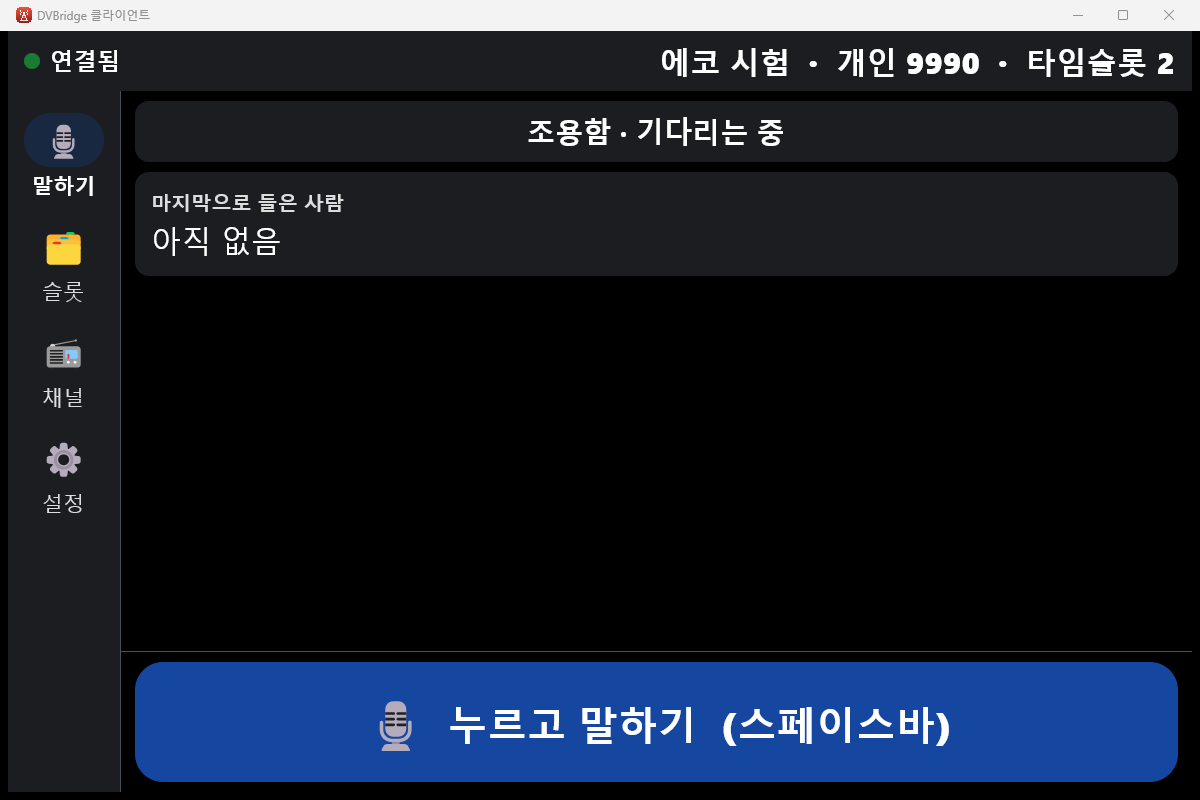 DVBridge 클라이언트
연결됨
에코 시험 · 개인 9990 · 타임슬롯 2
말하기
슬롯
채널
설정
조용함 · 기다리는 중
마지막으로 들은 사람
아직 없음
누르고 말하기 (스페이스바)